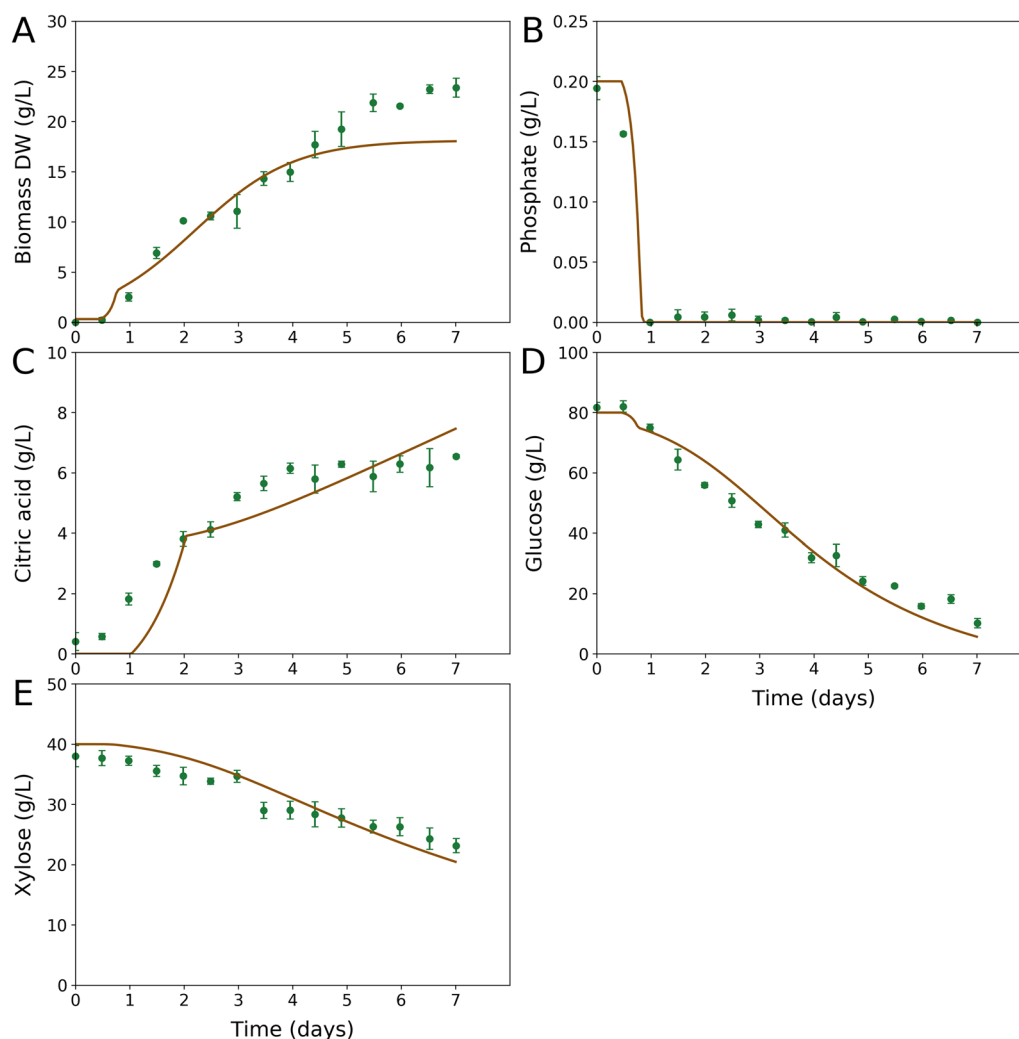 A
Biomass DW (g/L)
30
25
20
15
10
5
0
0 1 2 3 4 5 6 7
B
Phosphate (g/L)
0.25
0.20
0.15
0.10
0.05
0.00
0 1 2 3 4 5 6 7
C
Citric acid (g/L)
10
8
6
4
2
0
0 1 2 3 4 5 6 7
D
Glucose (g/L)
100
80
60
40
20
0
0 1 2 3 4 5 6 7
Time (days)
E
Xylose (g/L)
50
40
30
20
10
0
0 1 2 3 4 5 6 7
Time (days)